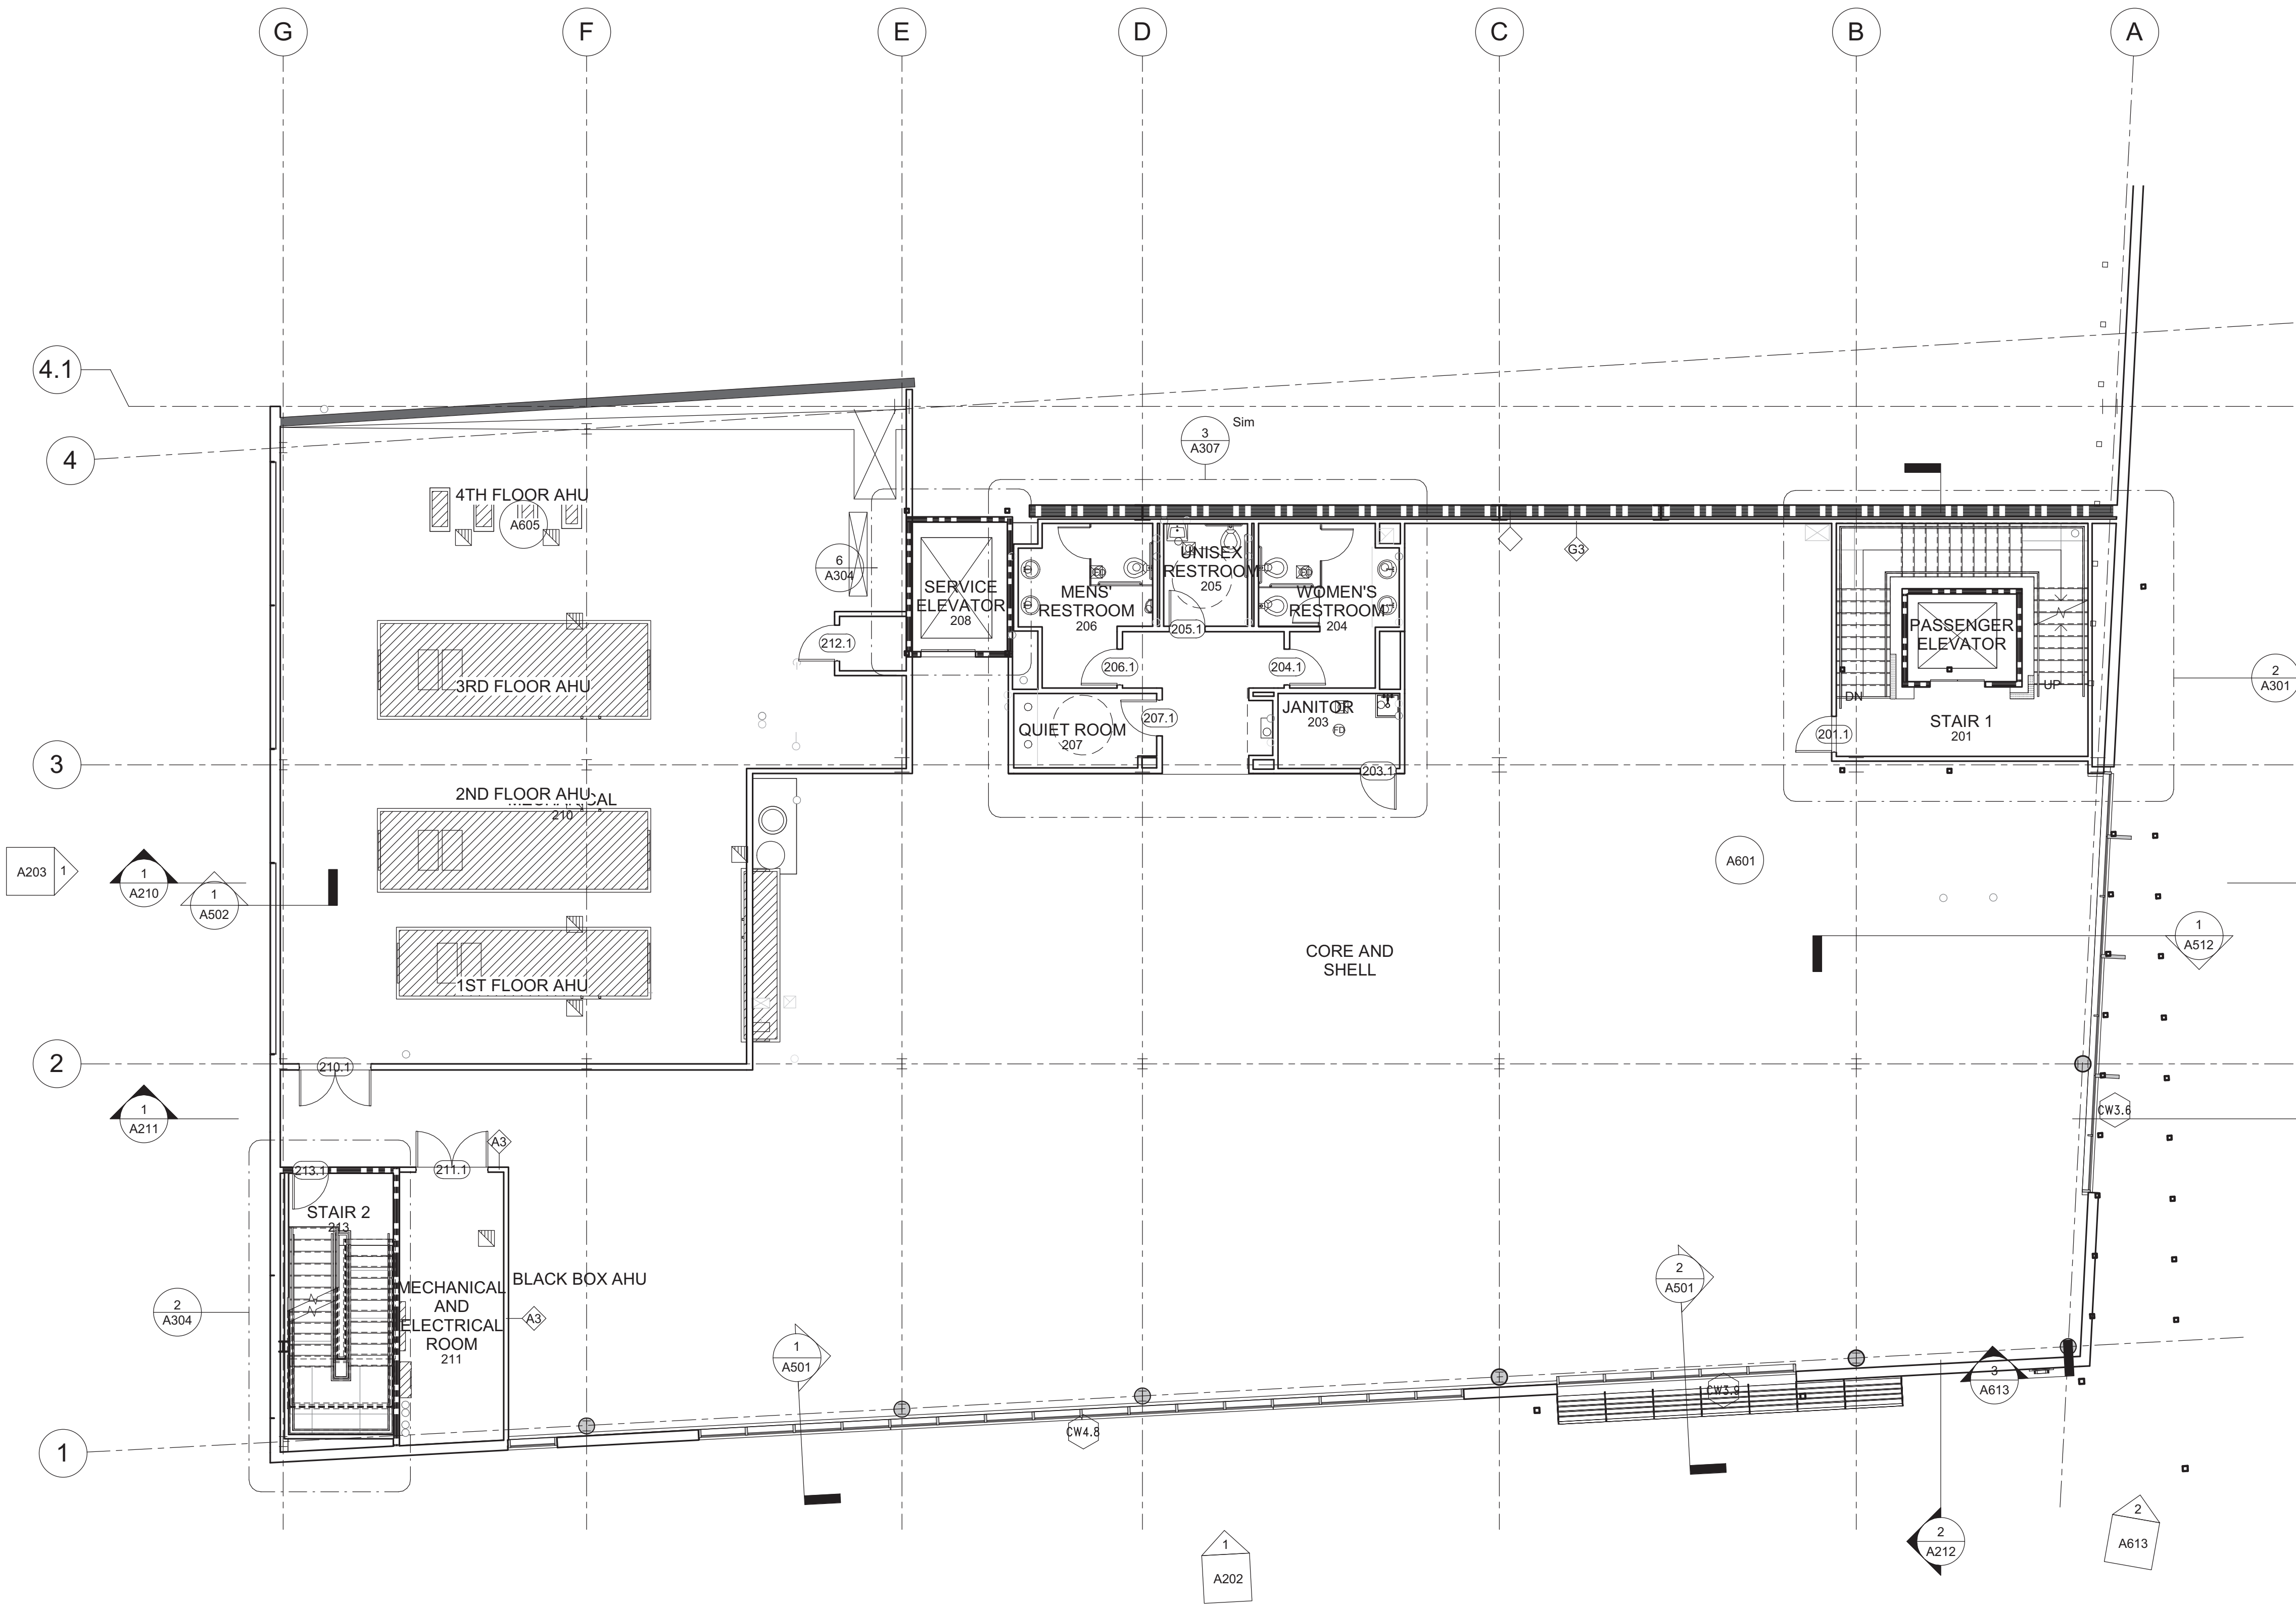 G
F
E
D
C
B
A
4.1
4
3
2
1
3
A307
Sim
4TH FLOOR AHU
A605
6
A304
SERVICE
ELEVATOR
208
MENS'
RESTROOM
206
UNISEX
RESTROOM
205
WOMEN'S
RESTROOM
204
FD
FD
G3
PASSENGER
ELEVATOR
DN
UP
STAIR 1
201
201.1
2
A301
212.1
205.1
206.1
204.1
207.1
QUIET ROOM
207
JANITOR
203
FD
203.1
3RD FLOOR AHU
2ND FLOOR AHU
210
1ST FLOOR AHU
A203
1
1
A210
1
A502
A601
CORE AND
SHELL
1
A512
210.1
1
A211
CW3.6
A3
213.1
211.1
STAIR 2
213
MECHANICAL
AND
ELECTRICAL
ROOM
211
BLACK BOX AHU
A3
2
A304
1
A501
2
A501
CW4.8
CW3.9
3
A613
1
A202
2
A212
2
A613